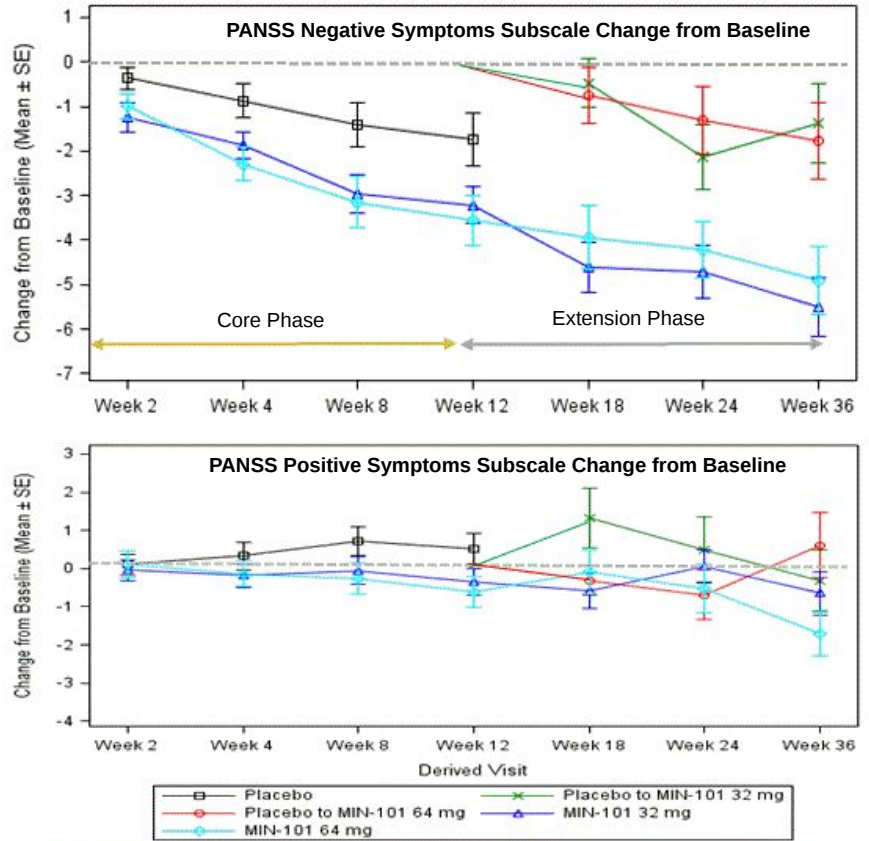 PANSS Negative Symptoms Subscale Change from Baseline
Change from Baseline (Mean ± SE)
0
-1
-2
-3
-4
-5
-6
-7
Core Phase
Extension Phase
Week 2 Week 4 Week 8 Week 12 Week 18 Week 24 Week 36
PANSS Positive Symptoms Subscale Change from Baseline
Change from Baseline (Mean ± SE)
3
2
1
0
-1
-2
-3
-4
Week 2 Week 4 Week 8 Week 12 Week 18 Week 24 Week 36
Derived Visit
Placebo Placebo to MIN-101 32 mg
Placebo to MIN-101 64 mg MIN-101 32 mg
MIN-101 64 mg